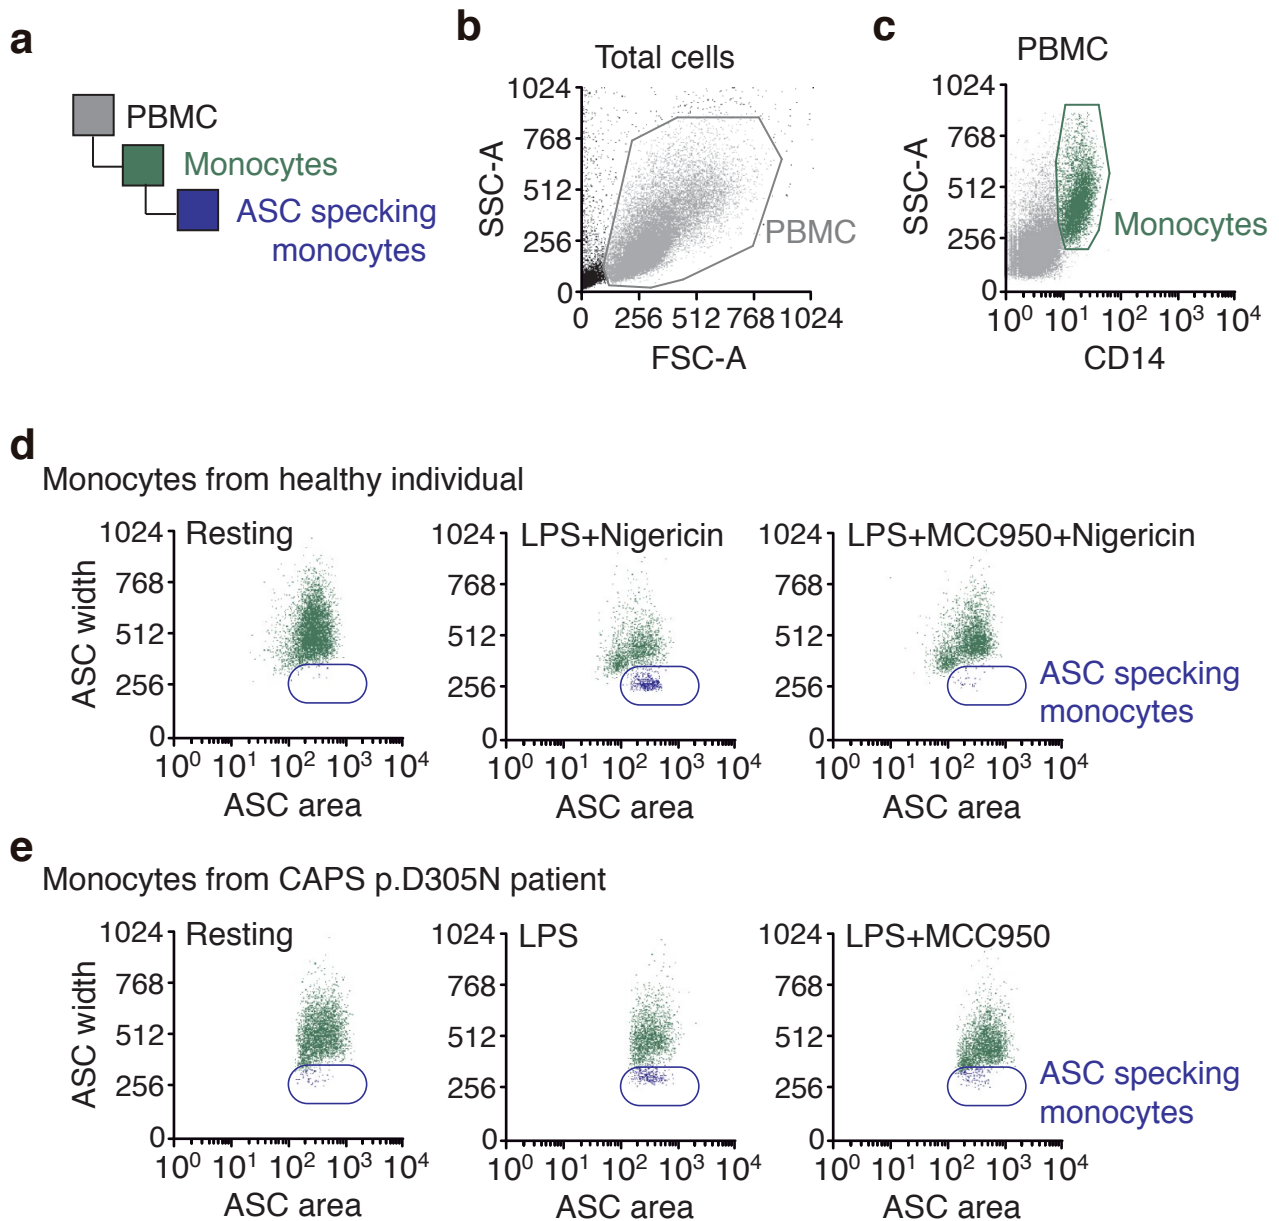 a
PBMC
Monocytes
ASC specking
monocytes
b
Total cells
1024
768
512
256
0
SSC-A
PBMC
0 256 512 768 1024
FSC-A
c
PBMC
1024
768
512
256
0
SSC-A
Monocytes
10⁰ 10¹ 10² 10³ 10⁴
CD14
d
Monocytes from healthy individual
Resting
1024
768
512
256
0
ASC width
10⁰ 10¹ 10² 10³ 10⁴
ASC area
LPS+Nigericin
1024
768
512
256
0
10⁰ 10¹ 10² 10³ 10⁴
ASC area
LPS+MCC950+Nigericin
1024
768
512
256
0
ASC specking
monocytes
10⁰ 10¹ 10² 10³ 10⁴
ASC area
e
Monocytes from CAPS p.D305N patient
Resting
1024
768
512
256
0
ASC width
10⁰ 10¹ 10² 10³ 10⁴
ASC area
LPS
1024
768
512
256
0
10⁰ 10¹ 10² 10³ 10⁴
ASC area
LPS+MCC950
1024
768
512
256
0
ASC specking
monocytes
10⁰ 10¹ 10² 10³ 10⁴
ASC area